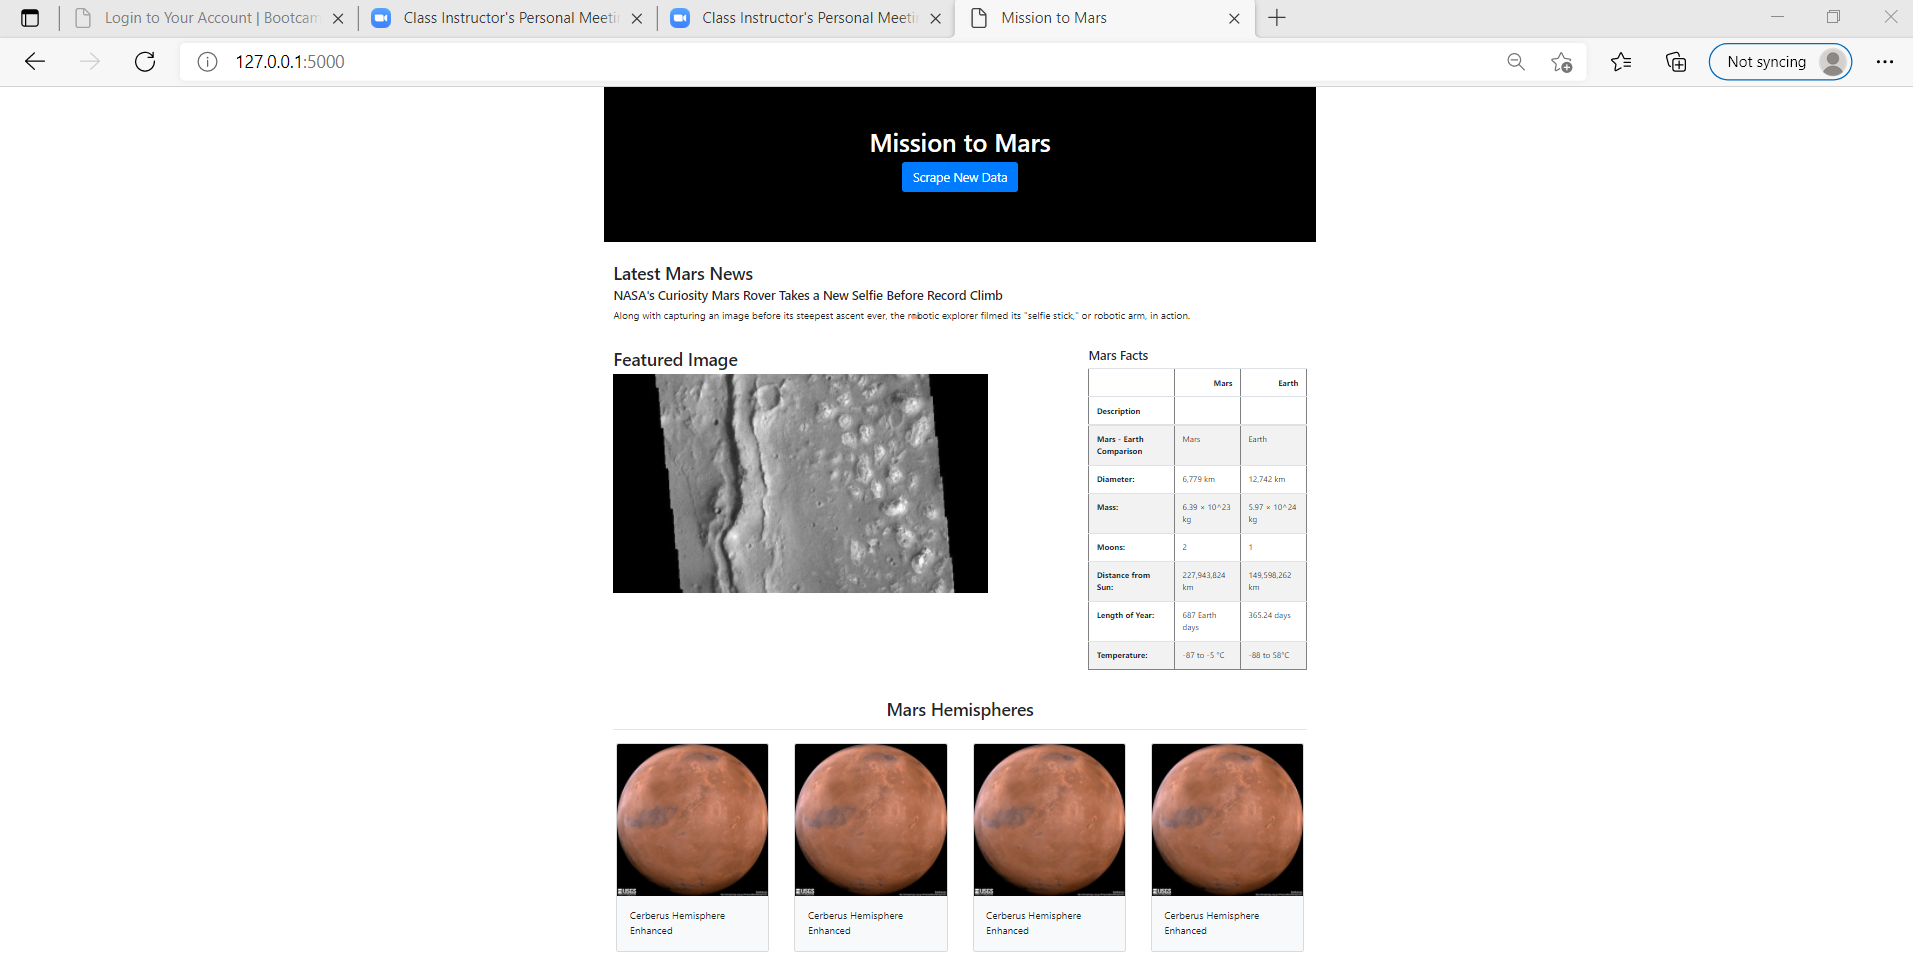 Login to Your Account | Bootcam
Class Instructor's Personal Meeti
Class Instructor's Personal Meeti
Mission to Mars
127.0.0.1:5000
Not syncing
Mission to Mars
Scrape New Data
Latest Mars News
NASA's Curiosity Mars Rover Takes a New Selfie Before Record Climb
Along with capturing an image before its steepest ascent ever, the robotic explorer filmed its "selfie stick," or robotic arm, in action.
Featured Image
Mars Facts
Mars Earth
Description
Mars - Earth Comparison Mars Earth
Diameter: 6,779 km 12,742 km
Mass: 6.39 × 10^23 kg 5.97 × 10^24 kg
Moons: 2 1
Distance from Sun: 227,943,824 km 149,598,262 km
Length of Year: 687 Earth days 365.24 days
Temperature: -87 to -5 °C -88 to 58°C
Mars Hemispheres
USGS
USGS
USGS
USGS
Cerberus Hemisphere Enhanced
Cerberus Hemisphere Enhanced
Cerberus Hemisphere Enhanced
Cerberus Hemisphere Enhanced